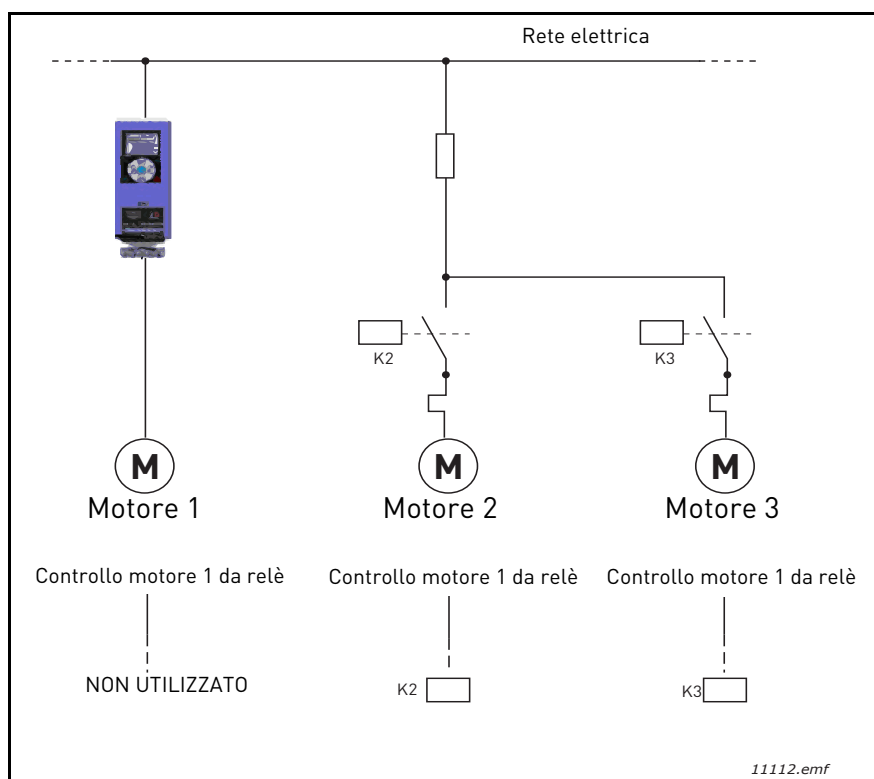 Rete elettrica
K2
K3
M
M
M
Motore 1
Motore 2
Motore 3
Controllo motore 1 da relè
Controllo motore 1 da relè
Controllo motore 1 da relè
NON UTILIZZATO
K2
K3
11112.emf